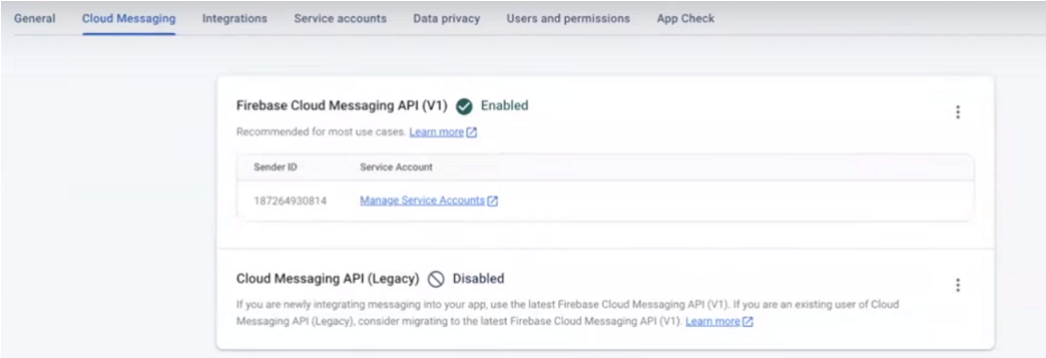 General Cloud Messaging Integrations Service accounts Data privacy Users and permissions App Check
Firebase Cloud Messaging API (V1) Enabled
Recommended for most use cases. Learn more
Sender ID Service Account
187264930814 Manage Service Accounts
Cloud Messaging API (Legacy) Disabled
If you are newly integrating messaging into your app, use the latest Firebase Cloud Messaging API (V1). If you are an existing user of Cloud
Messaging API (Legacy), consider migrating to the latest Firebase Cloud Messaging API (V1). Learn more